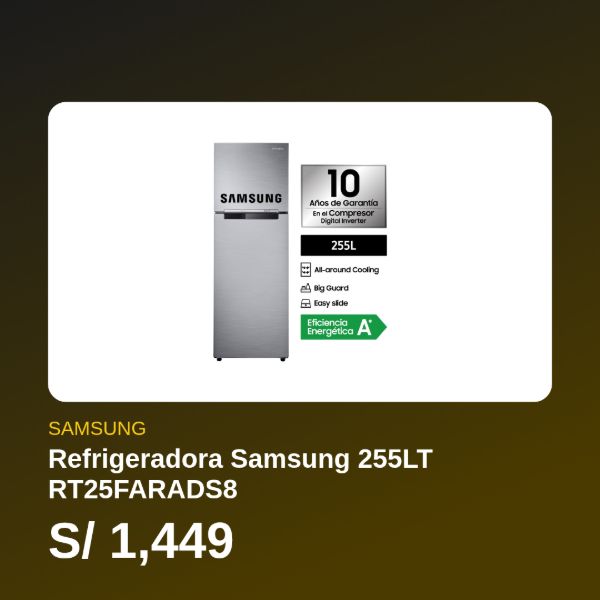 SAMSUNG
10
Años de Garantía
En el Compresor
Digital Inverter
255L
All-around Cooling
Big Guard
Easy slide
Eficiencia
Energética A+
SAMSUNG
Refrigeradora Samsung 255LT
RT25FARADS8
S/ 1,449